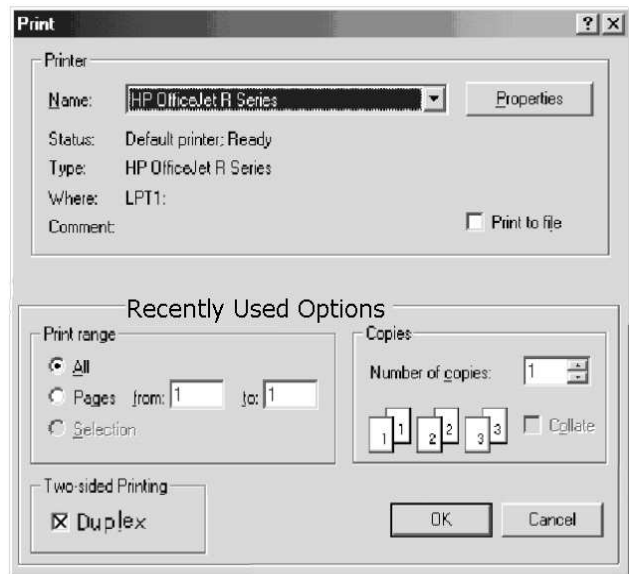 Print
Printer
Name: HP OfficeJet R Series Properties
Status: Default printer; Ready
Type: HP OfficeJet R Series
Where: LPT1:
Comment: Print to file
Recently Used Options
Print range
All
Pages from: 1 to: 1
Selection
Copies
Number of copies: 1
1 1 2 2 3 3 Collate
Two-sided Printing
Duplex
OK Cancel